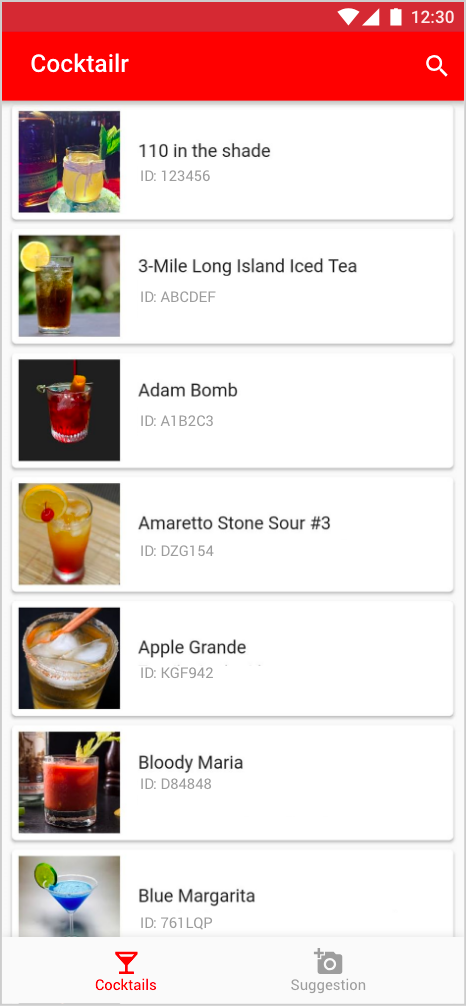 12:30
Cocktailr
110 in the shade
ID: 123456
3-Mile Long Island Iced Tea
ID: ABCDEF
Adam Bomb
ID: A1B2C3
Amaretto Stone Sour #3
ID: DZG154
Apple Grande
ID: KGF942
Bloody Maria
ID: D84848
Blue Margarita
ID: 761LQP
Cocktails
Suggestion